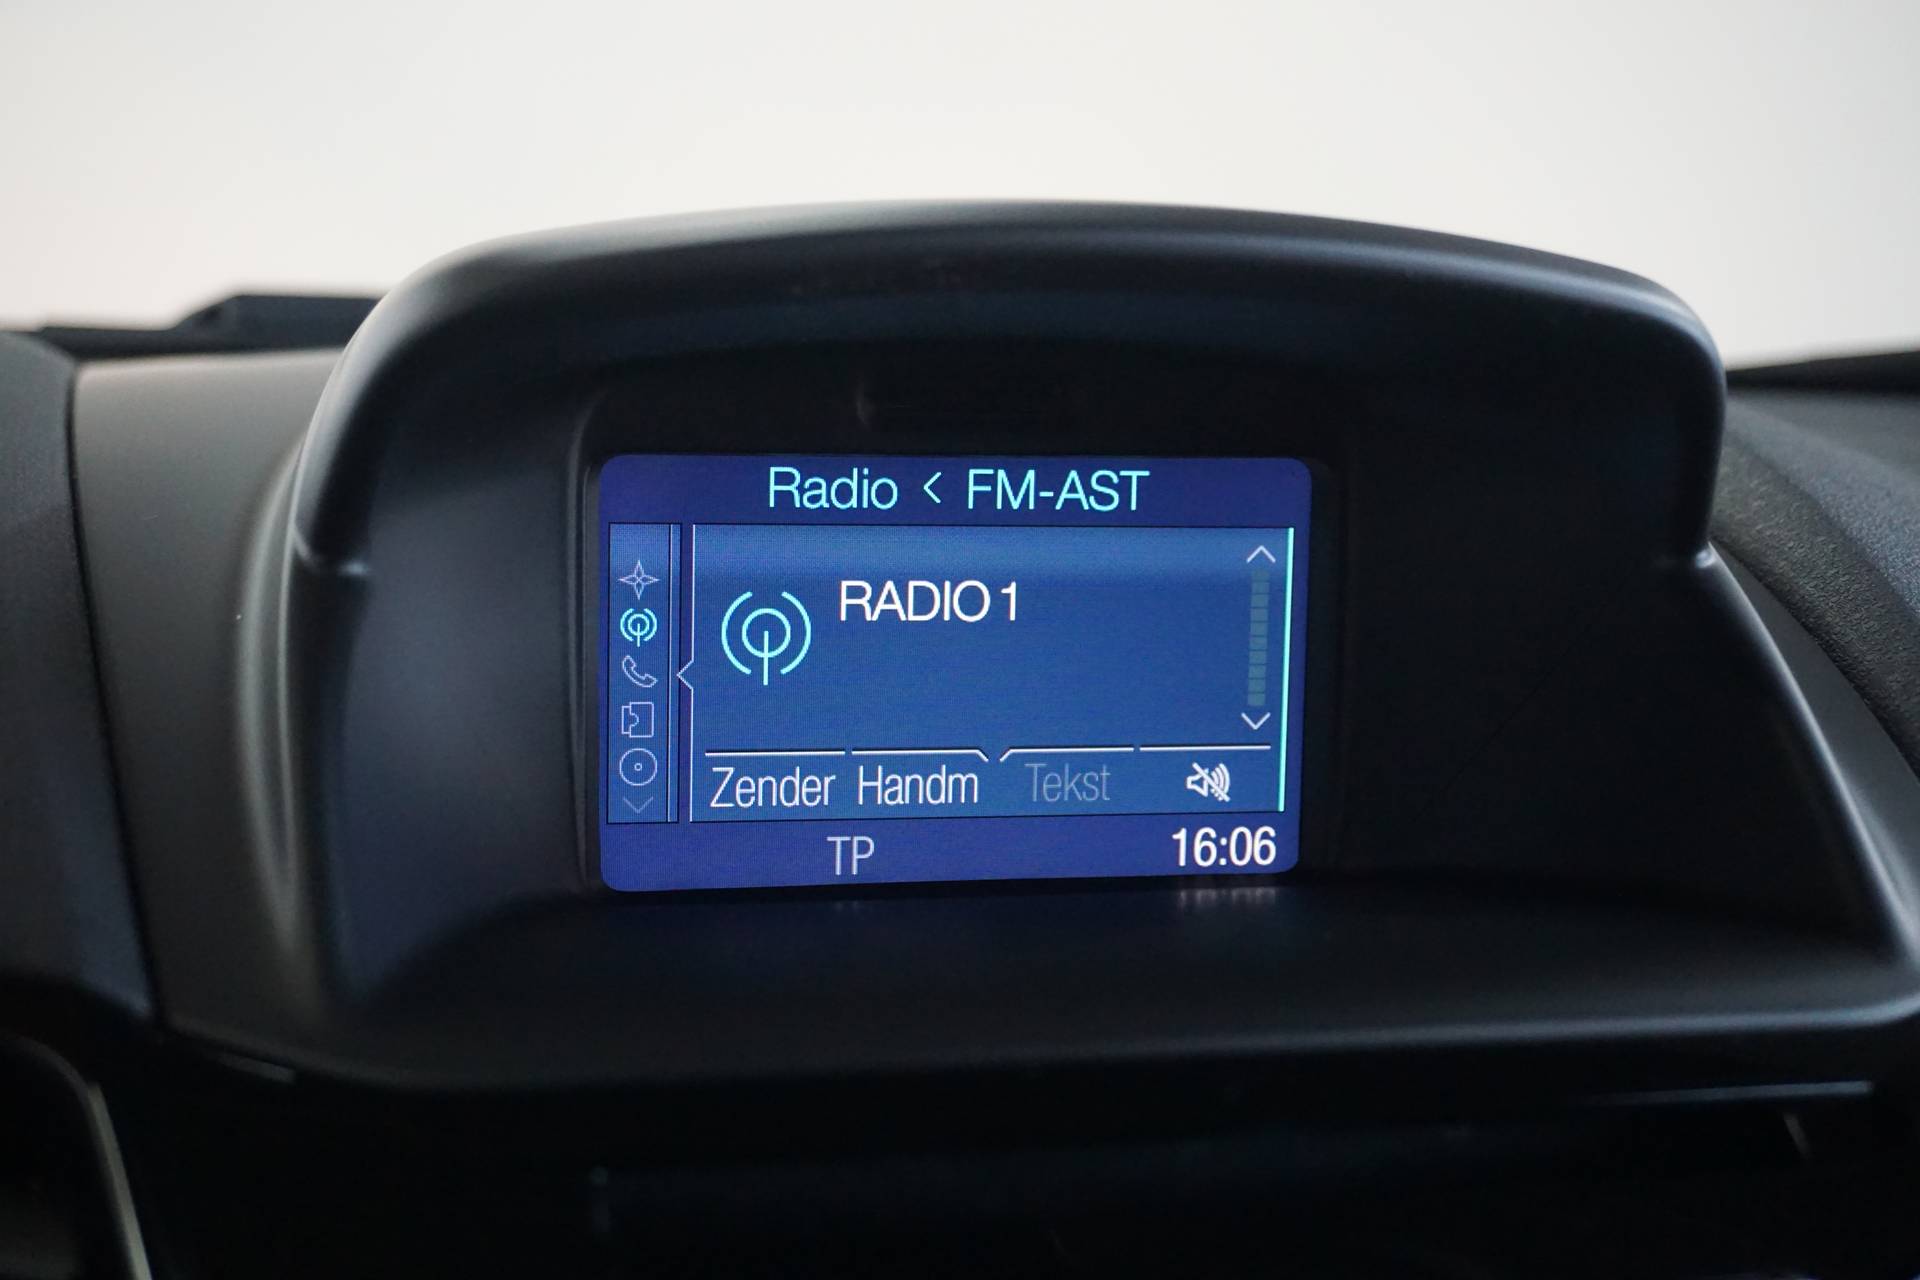 Radio < FM-AST
RADIO 1
Zender Handm Tekst
TP 16:06